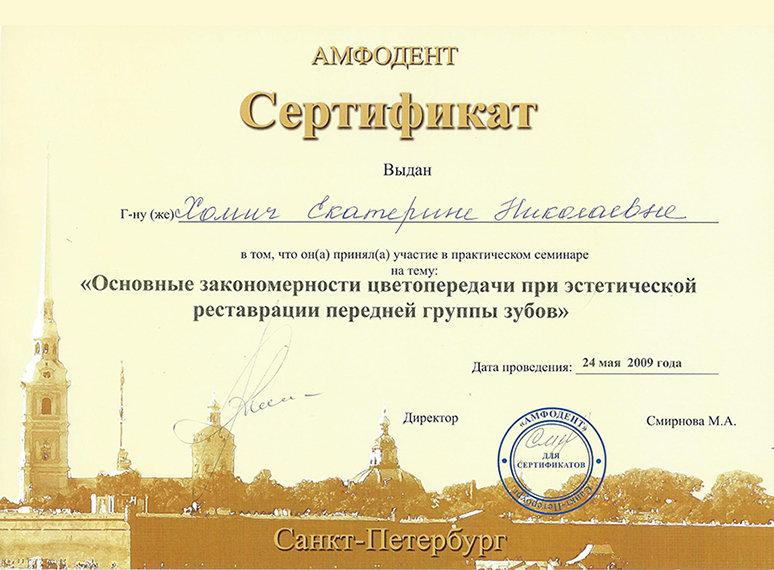 АМФОДЕНТ
Сертификат
Выдан
Г-ну (же) Хомич Екатерине Николаевне
в том, что он(а) принял(а) участие в практическом семинаре
на тему:
«Основные закономерности цветопередачи при эстетической
реставрации передней группы зубов»
Дата проведения: 24 мая 2009 года
Директор
Смирнова М.А.
«АМФОДЕНТ»
ДЛЯ
СЕРТИФИКАТОВ
Санкт-Петербург
Санкт-Петербург